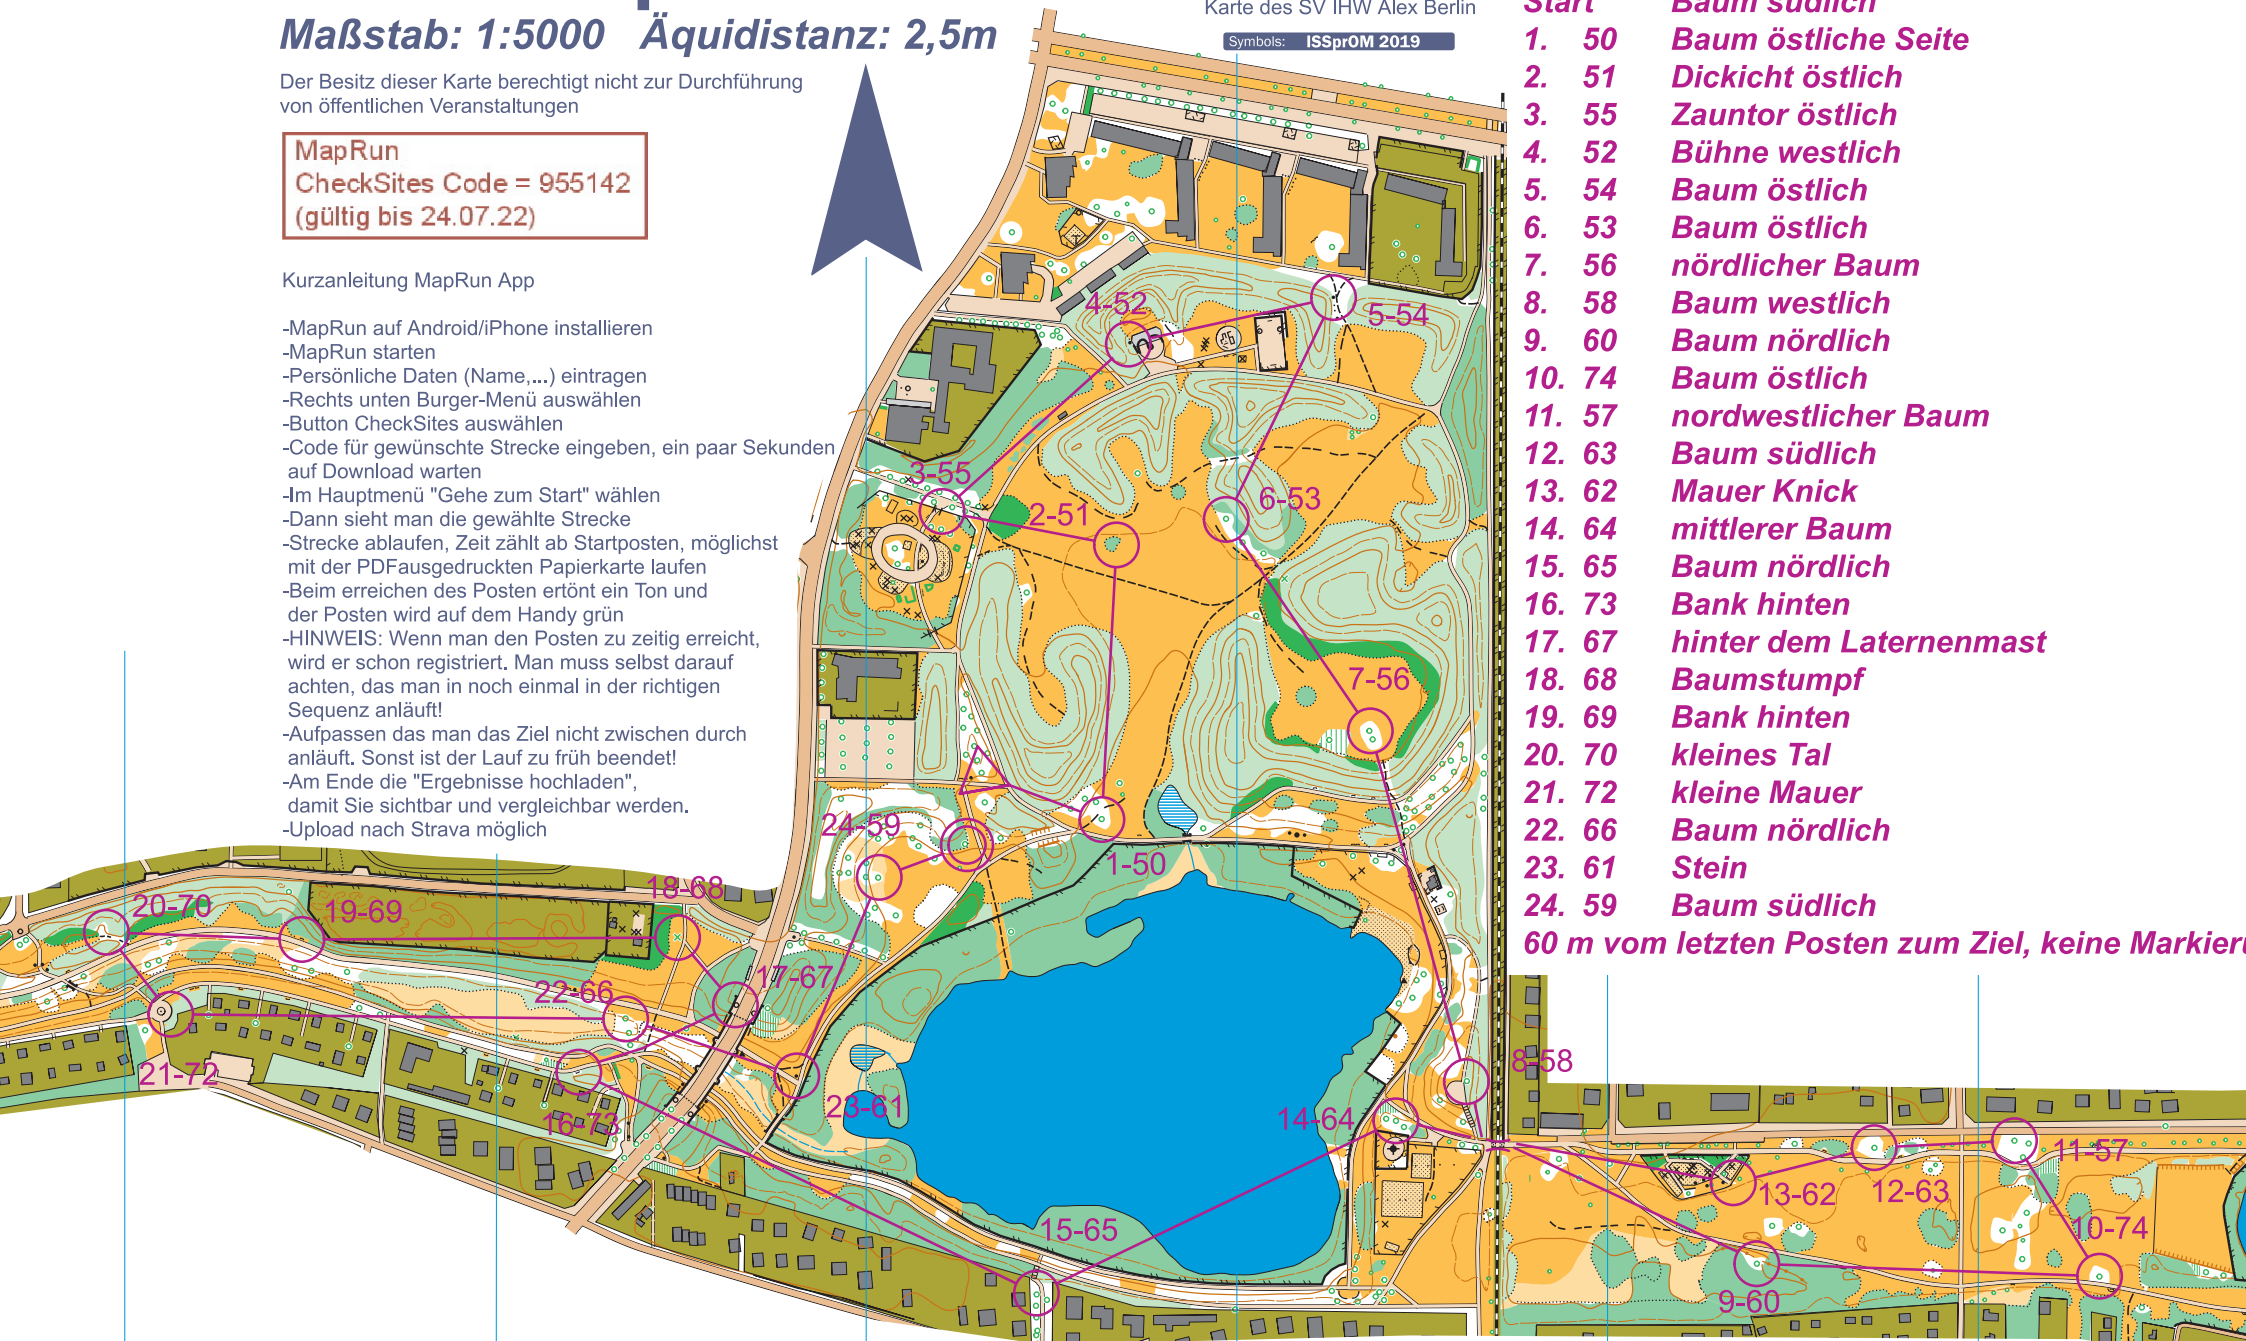 Maßstab: 1:5000 Äquidistanz: 2,5m
Der Besitz dieser Karte berechtigt nicht zur Durchführung
von öffentlichen Veranstaltungen
MapRun
CheckSites Code = 955142
(gültig bis 24.07.22)
Kurzanleitung MapRun App
-MapRun auf Android/iPhone installieren
-MapRun starten
-Persönliche Daten (Name,...) eintragen
-Rechts unten Burger-Menü auswählen
-Button CheckSites auswählen
-Code für gewünschte Strecke eingeben, ein paar Sekunden
auf Download warten
-Im Hauptmenü "Gehe zum Start" wählen
-Dann sieht man die gewählte Strecke
-Strecke ablaufen, Zeit zählt ab Startposten, möglichst
mit der PDFausgedruckten Papierkarte laufen
-Beim erreichen des Posten ertönt ein Ton und
der Posten wird auf dem Handy grün
-HINWEIS: Wenn man den Posten zu zeitig erreicht,
wird er schon registriert. Man muss selbst darauf
achten, das man in noch einmal in der richtigen
Sequenz anläuft!
-Aufpassen das man das Ziel nicht zwischen durch
anläuft. Sonst ist der Lauf zu früh beendet!
-Am Ende die "Ergebnisse hochladen",
damit Sie sichtbar und vergleichbar werden.
-Upload nach Strava möglich
Karte des SV IHW Alex Berlin
Symbols: ISSprOM 2019
Start Baum südlich
1. 50 Baum östliche Seite
2. 51 Dickicht östlich
3. 55 Zauntor östlich
4. 52 Bühne westlich
5. 54 Baum östlich
6. 53 Baum östlich
7. 56 nördlicher Baum
8. 58 Baum westlich
9. 60 Baum nördlich
10. 74 Baum östlich
11. 57 nordwestlicher Baum
12. 63 Baum südlich
13. 62 Mauer Knick
14. 64 mittlerer Baum
15. 65 Baum nördlich
16. 73 Bank hinten
17. 67 hinter dem Laternenmast
18. 68 Baumstumpf
19. 69 Bank hinten
20. 70 kleines Tal
21. 72 kleine Mauer
22. 66 Baum nördlich
23. 61 Stein
24. 59 Baum südlich
60 m vom letzten Posten zum Ziel, keine
4-52
5-54
3-55
2-51
6-53
7-56
24-59
1-50
18-68
20-70
19-69
17-67
22-66
21-72
16-73
23-61
8-58
14-64
15-65
13-62
12-63
11-57
10-74
9-60